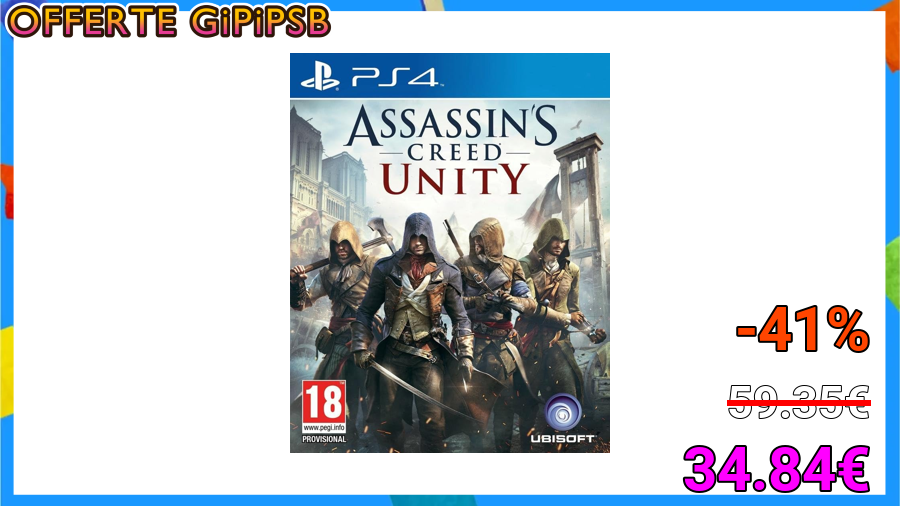 OFFERTE GiPiPSB
PS4
ASSASSIN'S
CREED
UNITY
18
www.pegi.info
PROVISIONAL
UBISOFT
-41%
59.35€
34.84€